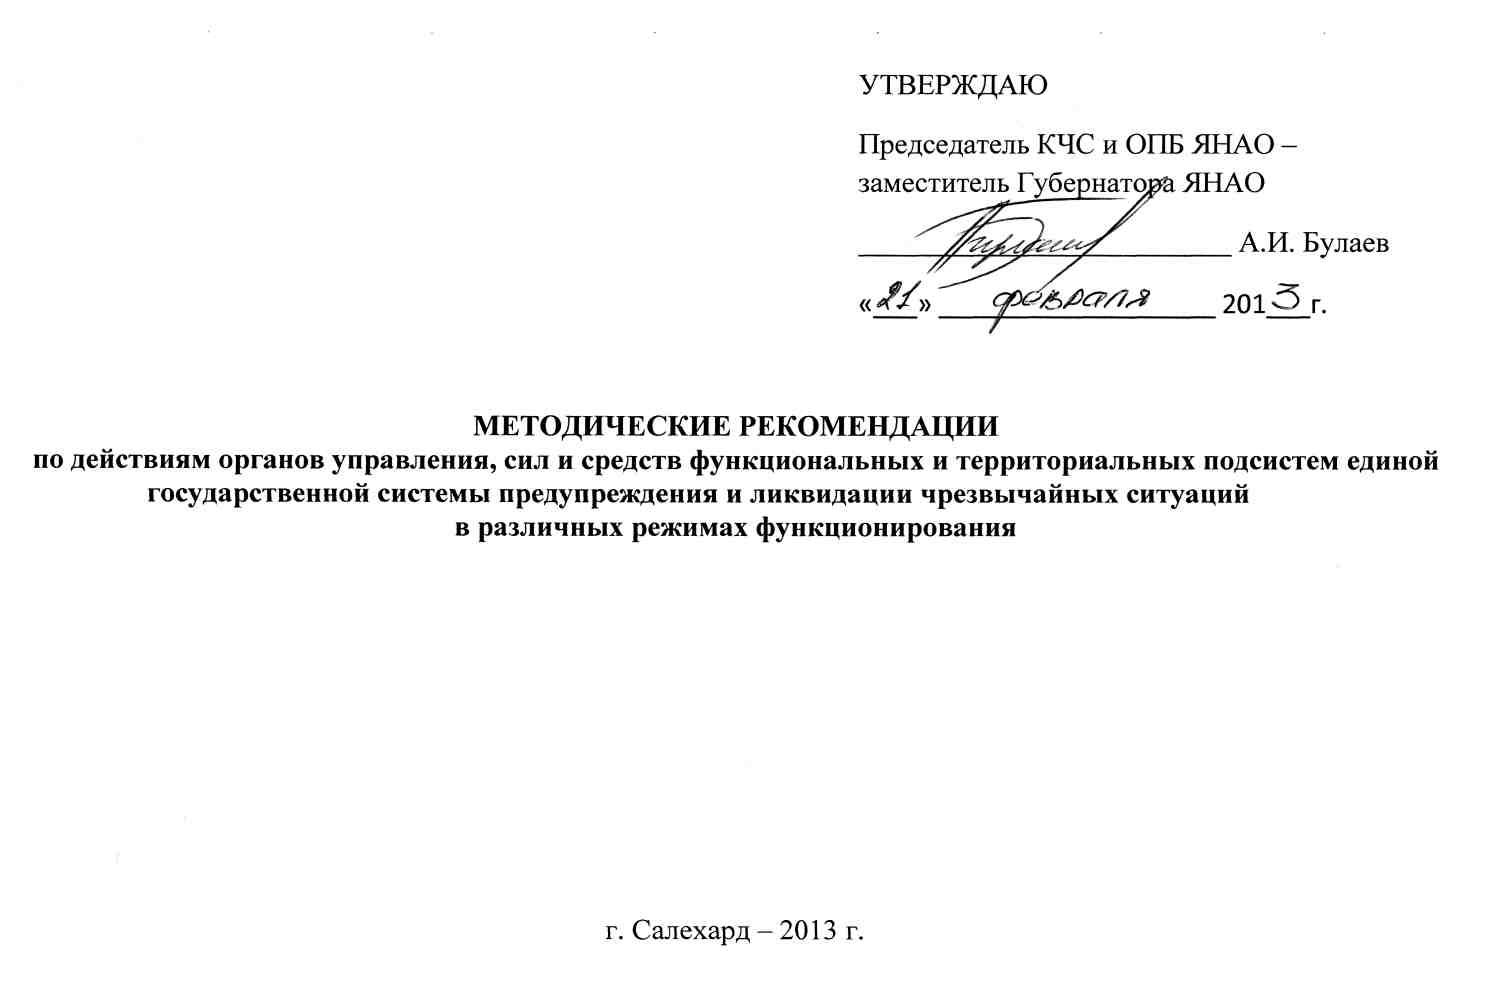 УТВЕРЖДАЮ
Председатель КЧС и ОПБ ЯНАО –
заместитель Губернатора ЯНАО
А.И. Булаев
«21» февраля 2013г.
МЕТОДИЧЕСКИЕ РЕКОМЕНДАЦИИ
по действиям органов управления, сил и средств функциональных и территориальных подсистем единой
государственной системы предупреждения и ликвидации чрезвычайных ситуаций
в различных режимах функционирования
г. Салехард – 2013 г.